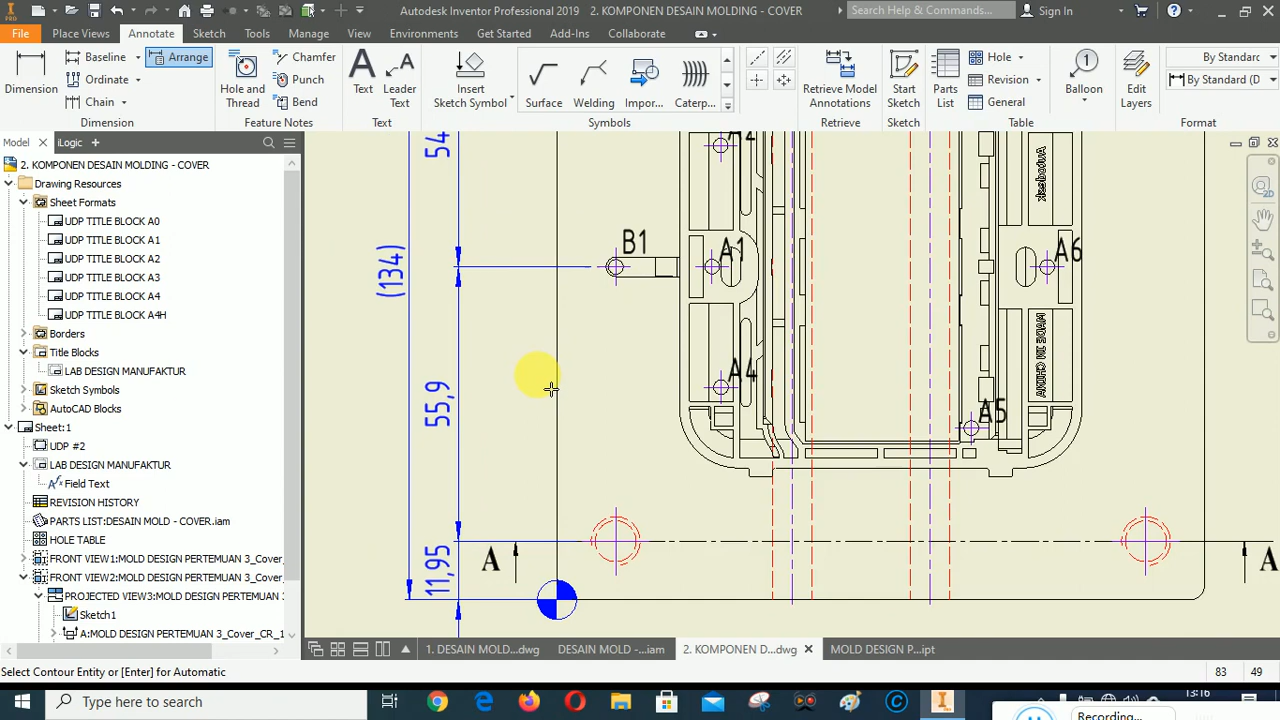 Autodesk Inventor Professional 2019 2. KOMPONEN DESAIN MOLDING - COVER
Search Help & Commands...
Sign In
PRO
File Place Views Annotate Sketch Tools Manage View Environments Get Started Add-Ins Collaborate
Dimension
Baseline
Ordinate
Chain
Arrange
Dimension
Hole and
Thread
Chamfer
Punch
Bend
Feature Notes
Text
Leader
Text
Text
Insert
Sketch Symbol
Surface
Welding
Impor...
Caterp...
Symbols
Retrieve Model
Annotations
Retrieve
Start
Sketch
Sketch
Parts
List
Hole
Revision
General
Table
Balloon
1
Edit
Layers
By Standarc
By Standard (D
Format
Model
iLogic
2. KOMPONEN DESAIN MOLDING - COVER
Drawing Resources
Sheet Formats
UDP TITLE BLOCK A0
UDP TITLE BLOCK A1
UDP TITLE BLOCK A2
UDP TITLE BLOCK A3
UDP TITLE BLOCK A4
UDP TITLE BLOCK A4H
Borders
Title Blocks
LAB DESIGN MANUFAKTUR
Sketch Symbols
AutoCAD Blocks
Sheet:1
UDP #2
LAB DESIGN MANUFAKTUR
Field Text
REVISION HISTORY
PARTS LIST:DESAIN MOLD - COVER.iam
HOLE TABLE
FRONT VIEW1:MOLD DESIGN PERTEMUAN 3_Cover_
FRONT VIEW2:MOLD DESIGN PERTEMUAN 3_Cover_
PROJECTED VIEW3:MOLD DESIGN PERTEMUAN 3
Sketch1
A:MOLD DESIGN PERTEMUAN 3_Cover_CR_1
54
(134)
55,9
11,95
B1
A1
A4
A6
A5
MADE IN CHINA
A
A
1. DESAIN MOLD...dwg
DESAIN MOLD -...iam
2. KOMPONEN D...dwg
MOLD DESIGN P...ipt
Select Contour Entity or [Enter] for Automatic
83
49
Type here to search
13:16
Recording...